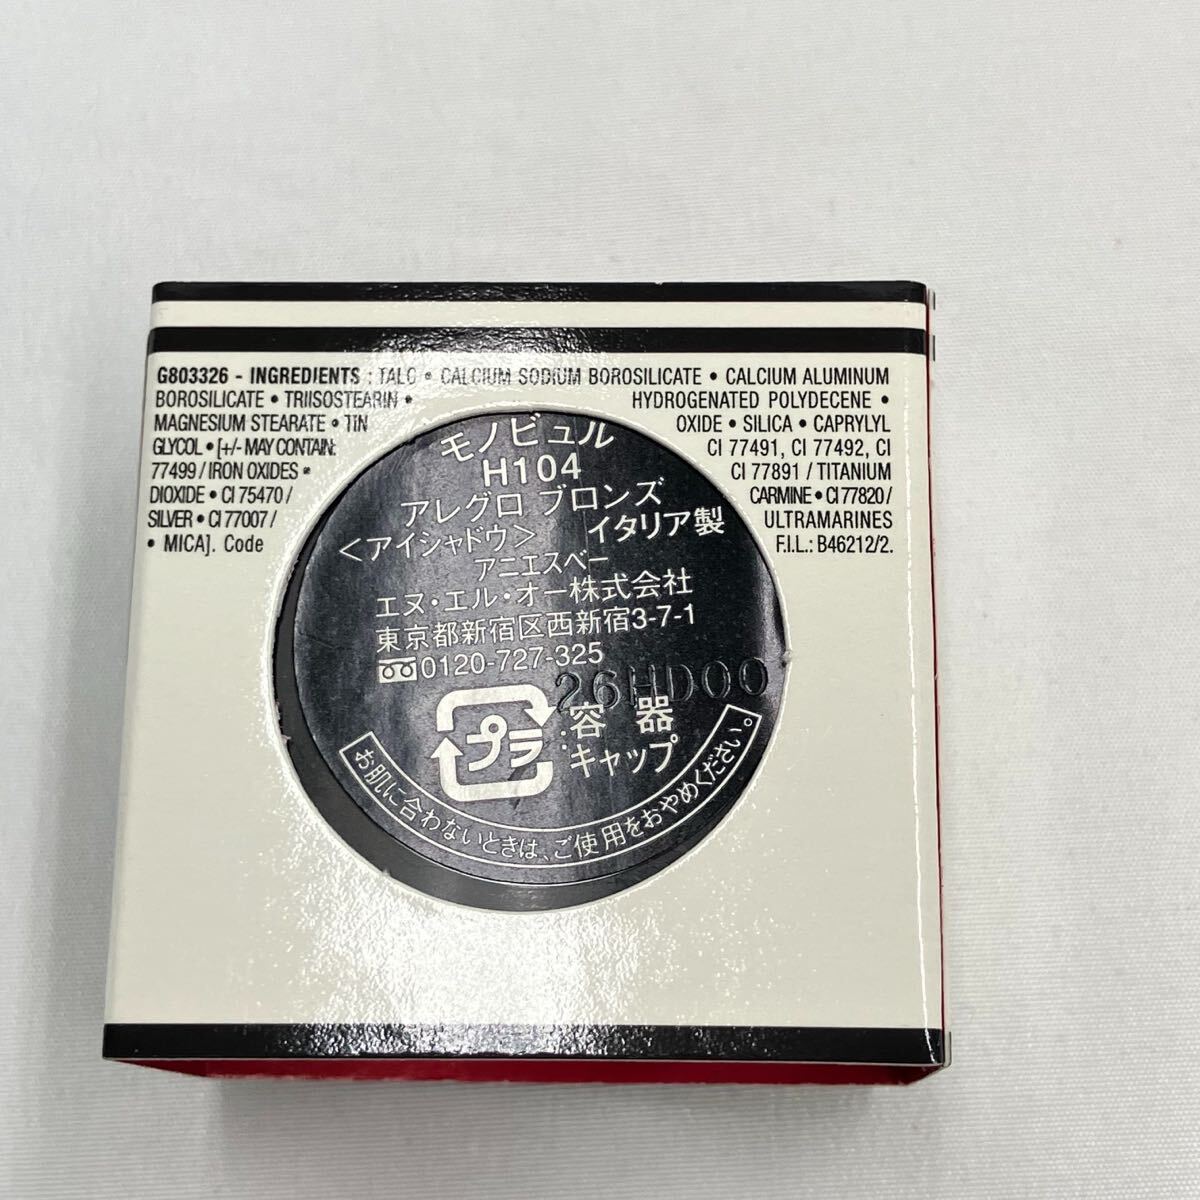 G803326 - INGREDIENTS : TALC • CALCIUM SODIUM BOROSILICATE • CALCIUM ALUMINUM
BOROSILICATE • TRIISOSTEARIN • HYDROGENATED POLYDECENE •
MAGNESIUM STEARATE • TIN OXIDE • SILICA • CAPRYLYL
GLYCOL • [+/- MAY CONTAIN: CI 77491, CI 77492, CI
77499 / IRON OXIDES • CI 77891 / TITANIUM
DIOXIDE • CI 75470 / CARMINE • CI 77820 /
SILVER • CI 77007 / ULTRAMARINES
• MICA]. Code F.I.L.: B46212/2.
モノビュル
H104
アレグロ ブロンズ
<アイシャドウ> イタリア製
アニエスベー
エヌ・エル・オー株式会社
東京都新宿区西新宿3-7-1
0120-727-325
26HD00
プラ :容器
キャップ
お肌に合わないときは、ご使用をおやめください。